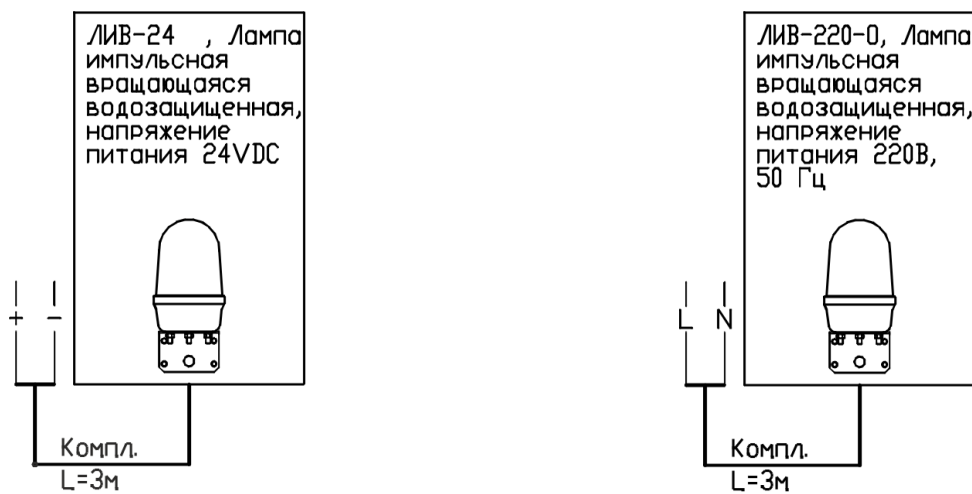 ЛИВ-24 , Лампа
импульсная
вращающаяся
водозащищенная,
напряжение
питания 24VDC
+ -
Компл.
L=3м
ЛИВ-220-0, Лампа
импульсная
вращающаяся
водозащищенная,
напряжение
питания 220В,
50 Гц
L N
Компл.
L=3м